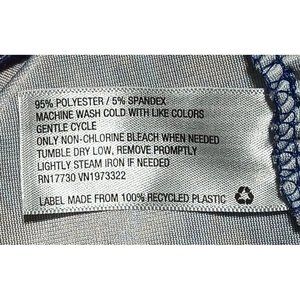 95% POLYESTER / 5% SPANDEX
MACHINE WASH COLD WITH LIKE COLORS
GENTLE CYCLE
ONLY NON-CHLORINE BLEACH WHEN NEEDED
TUMBLE DRY LOW, REMOVE PROMPTLY
LIGHTLY STEAM IRON IF NEEDED
RN17730 VN1973322
LABEL MADE FROM 100% RECYCLED PLASTIC